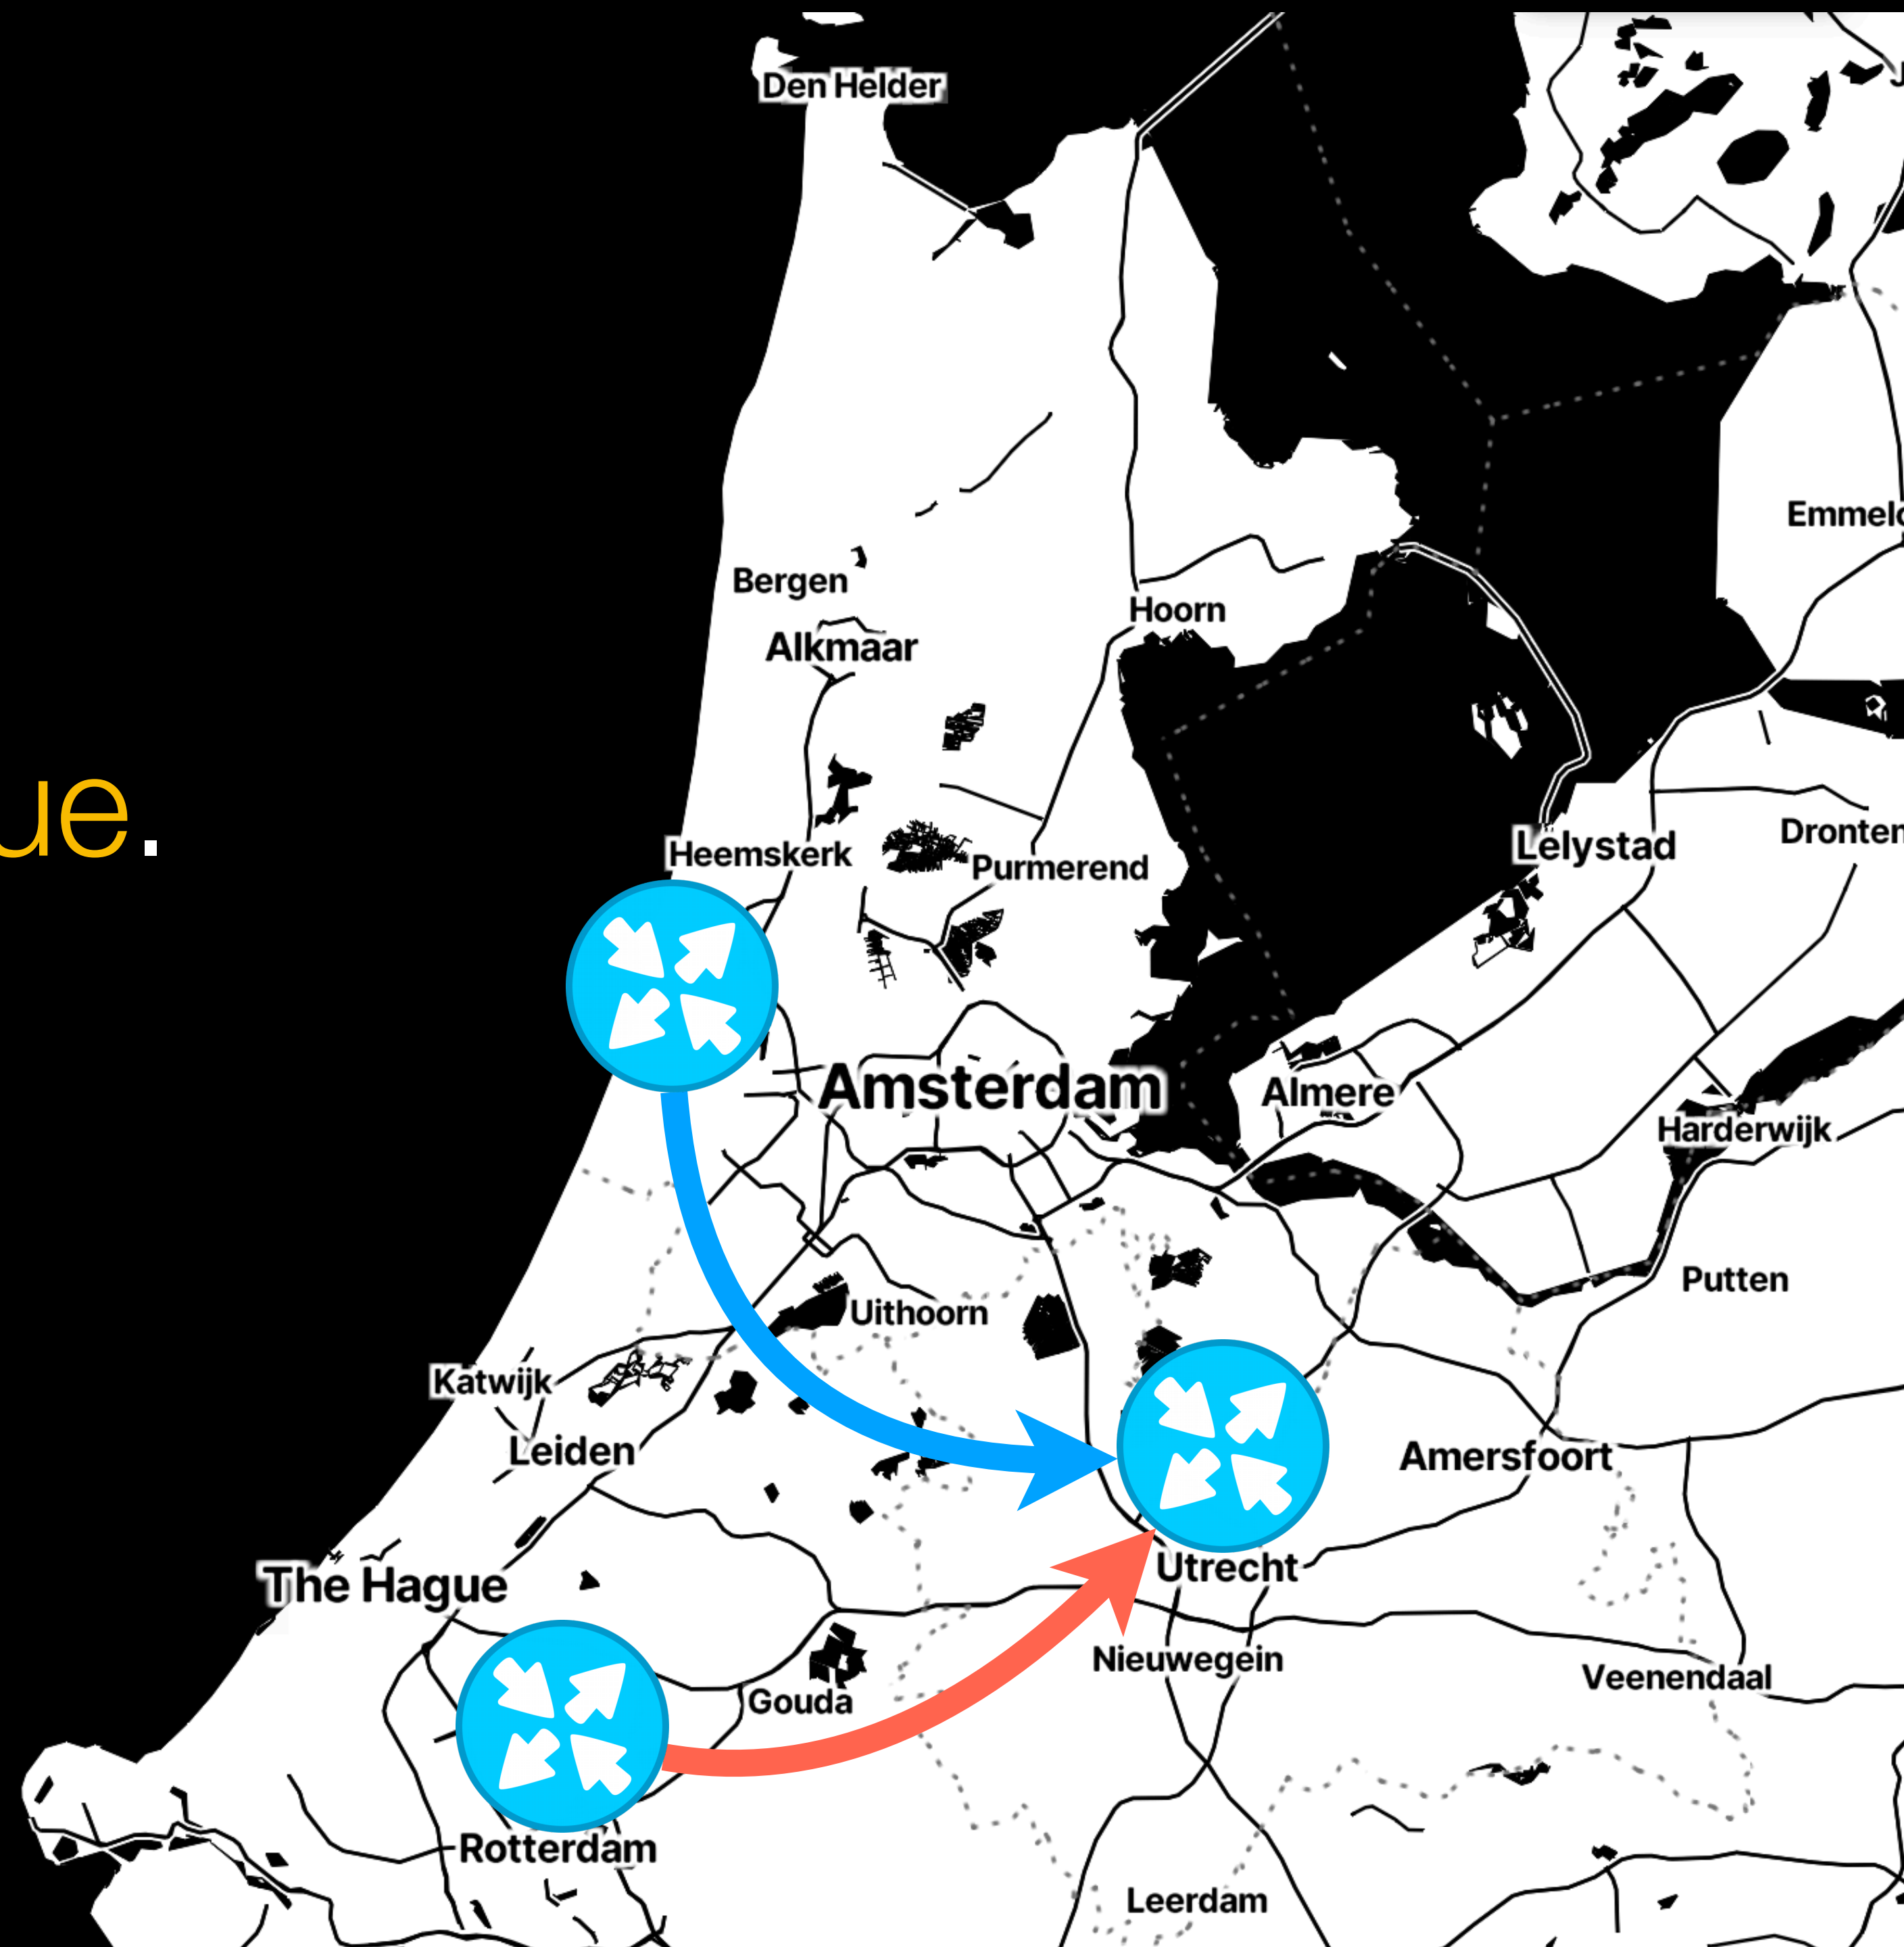 Den Helder
Emmelo
Bergen
Hoorn
Alkmaar
ue.
Lelystad
Dronten
Heemskerk
Purmerend
Amsterdam
Almere
Harderwijk
Putten
Uithoorn
Katwijk
Leiden
Amersfoort
The Hague
Utrecht
Nieuwegein
Veenendaal
Gouda
Rotterdam
Leerdam